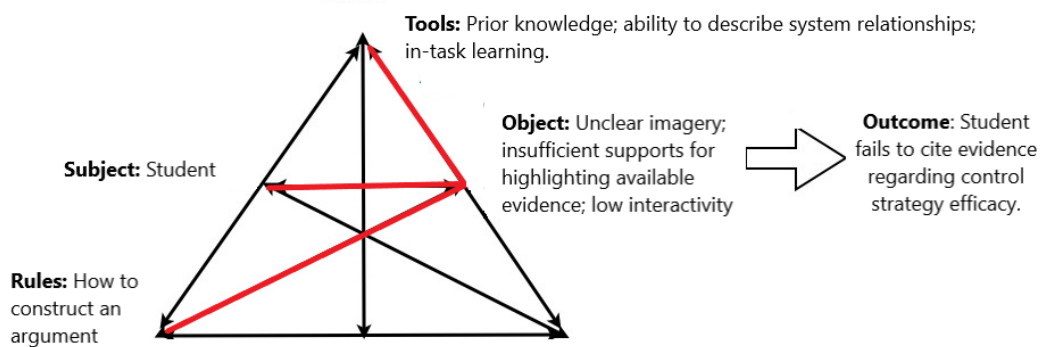 Tools: Prior knowledge; ability to describe system relationships;
in-task learning.
Object: Unclear imagery;
insufficient supports for
highlighting available
evidence; low interactivity
Outcome: Student
fails to cite evidence
regarding control
strategy efficacy.
Subject: Student
Rules: How to
construct an
argument